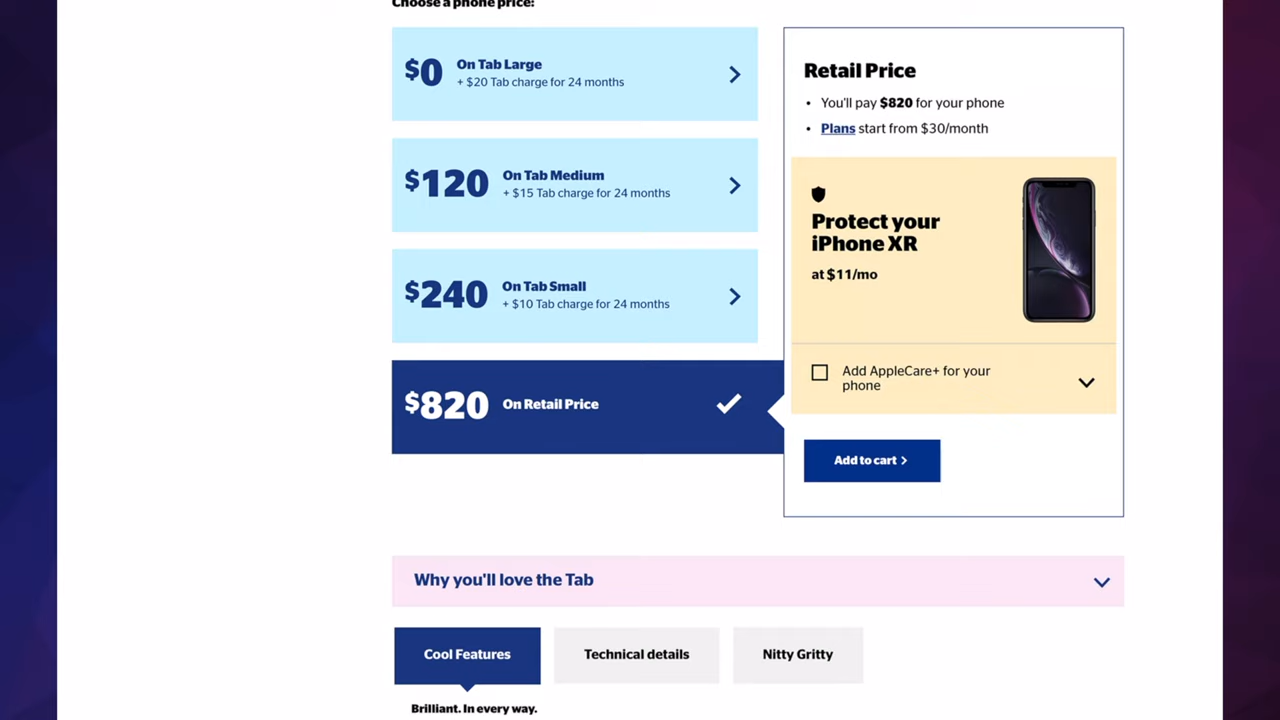 Choose a phone price:
$0
On Tab Large
+ $20 Tab charge for 24 months
$120
On Tab Medium
+ $15 Tab charge for 24 months
$240
On Tab Small
+ $10 Tab charge for 24 months
$820
On Retail Price
Retail Price
• You'll pay $820 for your phone
• Plans start from $30/month
Protect your
iPhone XR
at $11/mo
Add AppleCare+ for your
phone
Add to cart >
Why you'll love the Tab
Cool Features
Technical details
Nitty Gritty
Brilliant. In every way.